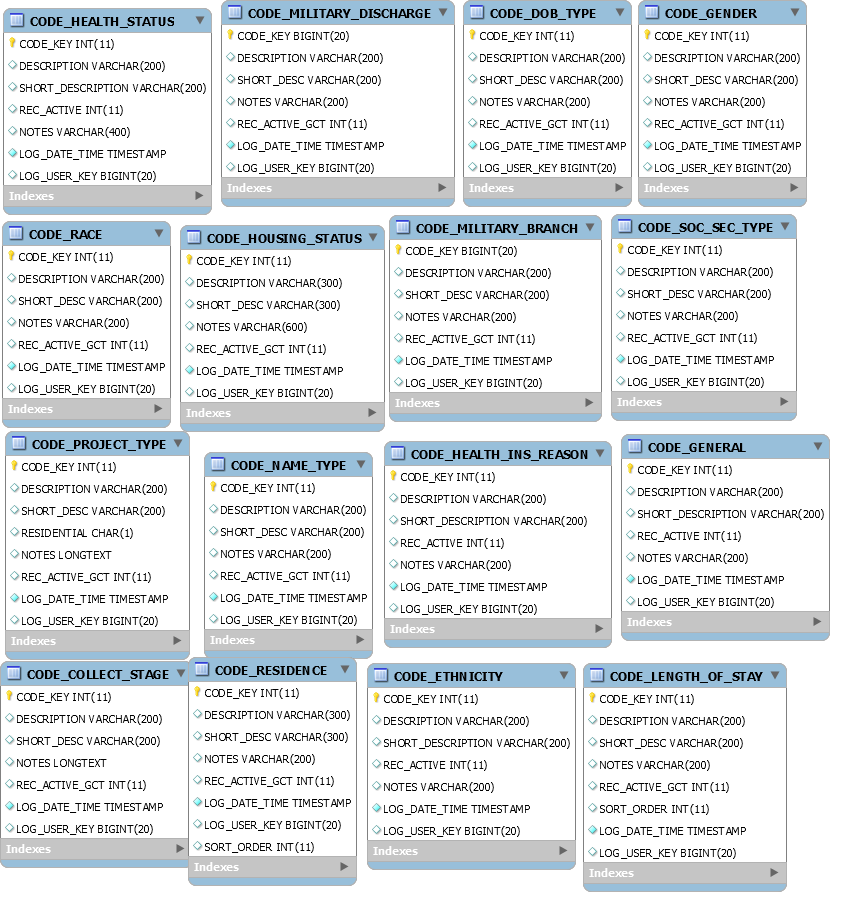 CODE_HEALTH_STATUS
CODE_KEY INT(11)
DESCRIPTION VARCHAR(200)
SHORT_DESCRIPTION VARCHAR(200)
REC_ACTIVE INT(11)
NOTES VARCHAR(400)
LOG_DATE_TIME TIMESTAMP
LOG_USER_KEY BIGINT(20)
Indexes
CODE_MILITARY_DISCHARGE
CODE_KEY BIGINT(20)
DESCRIPTION VARCHAR(200)
SHORT_DESC VARCHAR(200)
NOTES VARCHAR(200)
REC_ACTIVE_GCT INT(11)
LOG_DATE_TIME TIMESTAMP
LOG_USER_KEY BIGINT(20)
Indexes
CODE_DOB_TYPE
CODE_KEY INT(11)
DESCRIPTION VARCHAR(200)
SHORT_DESC VARCHAR(200)
NOTES VARCHAR(200)
REC_ACTIVE_GCT INT(11)
LOG_DATE_TIME TIMESTAMP
LOG_USER_KEY BIGINT(20)
Indexes
CODE_GENDER
CODE_KEY INT(11)
DESCRIPTION VARCHAR(200)
SHORT_DESC VARCHAR(200)
NOTES VARCHAR(200)
REC_ACTIVE_GCT INT(11)
LOG_DATE_TIME TIMESTAMP
LOG_USER_KEY BIGINT(20)
Indexes
CODE_RACE
CODE_KEY INT(11)
DESCRIPTION VARCHAR(200)
SHORT_DESC VARCHAR(200)
NOTES VARCHAR(200)
REC_ACTIVE_GCT INT(11)
LOG_DATE_TIME TIMESTAMP
LOG_USER_KEY BIGINT(20)
Indexes
CODE_HOUSING_STATUS
CODE_KEY INT(11)
DESCRIPTION VARCHAR(300)
SHORT_DESC VARCHAR(300)
NOTES VARCHAR(600)
REC_ACTIVE_GCT INT(11)
LOG_DATE_TIME TIMESTAMP
LOG_USER_KEY BIGINT(20)
Indexes
CODE_MILITARY_BRANCH
CODE_KEY BIGINT(20)
DESCRIPTION VARCHAR(200)
SHORT_DESC VARCHAR(200)
NOTES VARCHAR(200)
REC_ACTIVE_GCT INT(11)
LOG_DATE_TIME TIMESTAMP
LOG_USER_KEY BIGINT(20)
Indexes
CODE_SOC_SEC_TYPE
CODE_KEY INT(11)
DESCRIPTION VARCHAR(200)
SHORT_DESC VARCHAR(200)
NOTES VARCHAR(200)
REC_ACTIVE_GCT INT(11)
LOG_DATE_TIME TIMESTAMP
LOG_USER_KEY BIGINT(20)
Indexes
CODE_PROJECT_TYPE
CODE_KEY INT(11)
DESCRIPTION VARCHAR(200)
SHORT_DESC VARCHAR(200)
RESIDENTIAL CHAR(1)
NOTES LONGTEXT
REC_ACTIVE_GCT INT(11)
LOG_DATE_TIME TIMESTAMP
LOG_USER_KEY BIGINT(20)
Indexes
CODE_NAME_TYPE
CODE_KEY INT(11)
DESCRIPTION VARCHAR(200)
SHORT_DESC VARCHAR(200)
NOTES VARCHAR(200)
REC_ACTIVE_GCT INT(11)
LOG_DATE_TIME TIMESTAMP
LOG_USER_KEY BIGINT(20)
Indexes
CODE_HEALTH_INS_REASON
CODE_KEY INT(11)
DESCRIPTION VARCHAR(200)
SHORT_DESCRIPTION VARCHAR(200)
REC_ACTIVE INT(11)
NOTES VARCHAR(200)
LOG_DATE_TIME TIMESTAMP
LOG_USER_KEY BIGINT(20)
Indexes
CODE_GENERAL
CODE_KEY INT(11)
DESCRIPTION VARCHAR(200)
SHORT_DESCRIPTION VARCHAR(200)
REC_ACTIVE INT(11)
NOTES VARCHAR(200)
LOG_DATE_TIME TIMESTAMP
LOG_USER_KEY BIGINT(20)
Indexes
CODE_COLLECT_STAGE
CODE_KEY INT(11)
DESCRIPTION VARCHAR(200)
SHORT_DESC VARCHAR(200)
NOTES LONGTEXT
REC_ACTIVE_GCT INT(11)
LOG_DATE_TIME TIMESTAMP
LOG_USER_KEY BIGINT(20)
Indexes
CODE_RESIDENCE
CODE_KEY INT(11)
DESCRIPTION VARCHAR(300)
SHORT_DESC VARCHAR(300)
NOTES VARCHAR(200)
REC_ACTIVE_GCT INT(11)
LOG_DATE_TIME TIMESTAMP
LOG_USER_KEY BIGINT(20)
SORT_ORDER INT(11)
Indexes
CODE_ETHNICITY
CODE_KEY INT(11)
DESCRIPTION VARCHAR(200)
SHORT_DESCRIPTION VARCHAR(200)
REC_ACTIVE INT(11)
NOTES VARCHAR(200)
LOG_DATE_TIME TIMESTAMP
LOG_USER_KEY BIGINT(20)
Indexes
CODE_LENGTH_OF_STAY
CODE_KEY INT(11)
DESCRIPTION VARCHAR(200)
SHORT_DESC VARCHAR(200)
NOTES VARCHAR(200)
REC_ACTIVE_GCT INT(11)
SORT_ORDER INT(11)
LOG_DATE_TIME TIMESTAMP
LOG_USER_KEY BIGINT(20)
Indexes